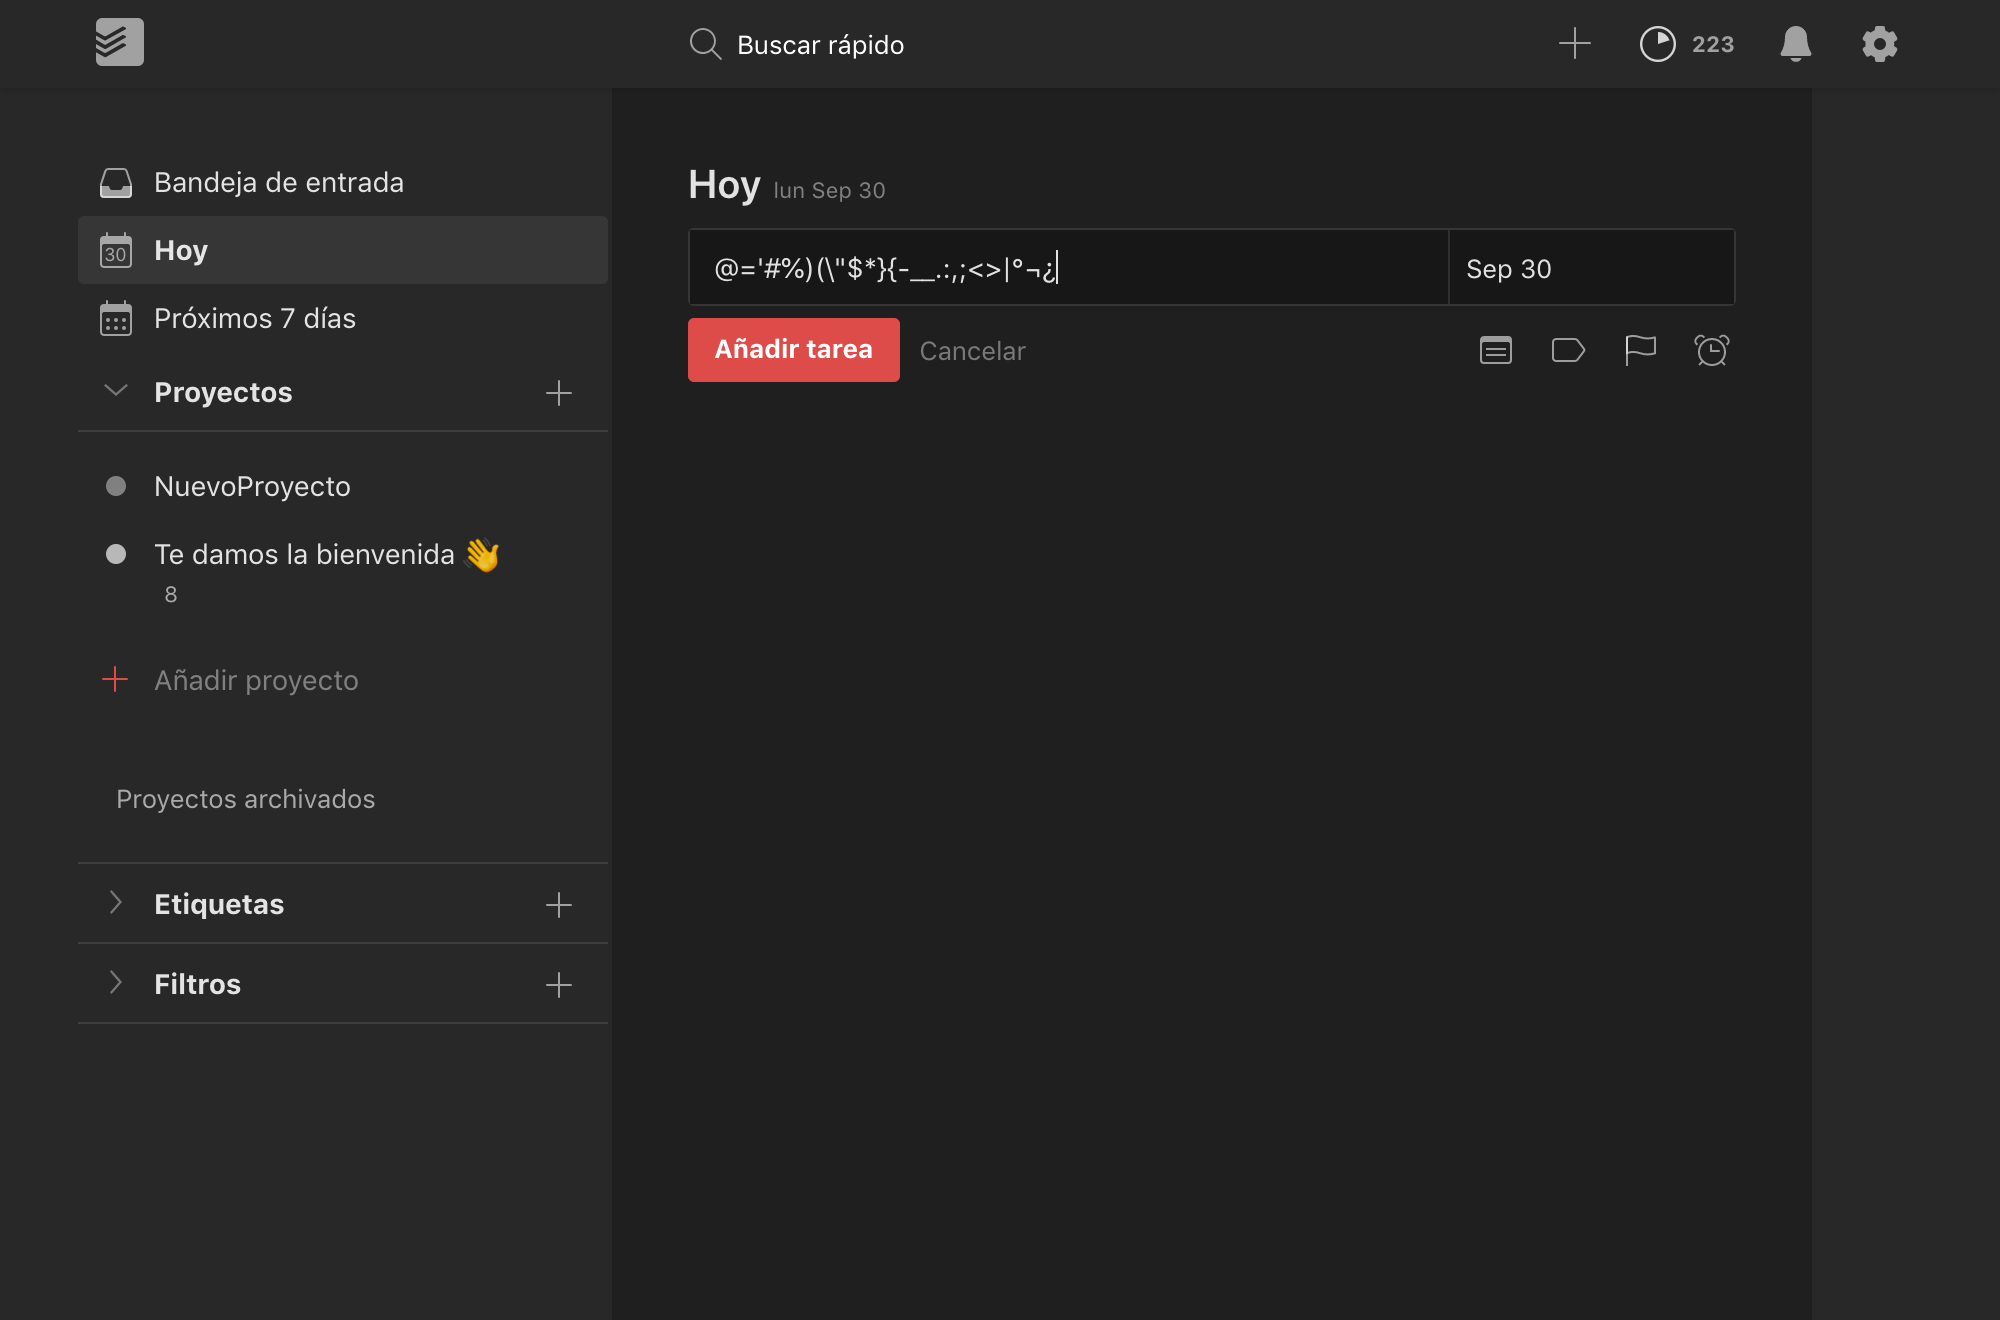 Buscar rápido
223
Bandeja de entrada
30 Hoy
Próximos 7 días
Proyectos
NuevoProyecto
Te damos la bienvenida 👋
8
Añadir proyecto
Proyectos archivados
Etiquetas
Filtros
Hoy lun Sep 30
@='#%)(\"$*}{-__.:,;<>|°¬¿
Sep 30
Añadir tarea
Cancelar